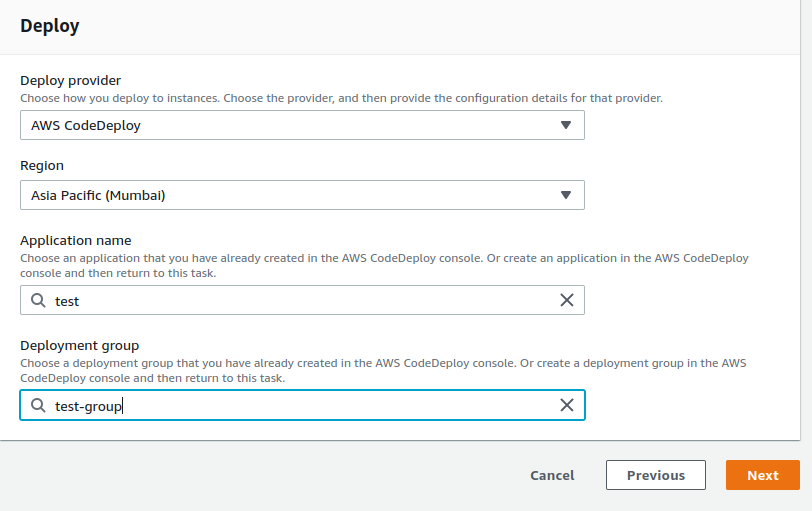 Deploy
Deploy provider
Choose how you deploy to instances. Choose the provider, and then provide the configuration details for that provider.
AWS CodeDeploy
Region
Asia Pacific (Mumbai)
Application name
Choose an application that you have already created in the AWS CodeDeploy console. Or create an application in the AWS CodeDeploy
console and then return to this task.
test
Deployment group
Choose a deployment group that you have already created in the AWS CodeDeploy console. Or create a deployment group in the AWS
CodeDeploy console and then return to this task.
test-group
Cancel
Previous
Next